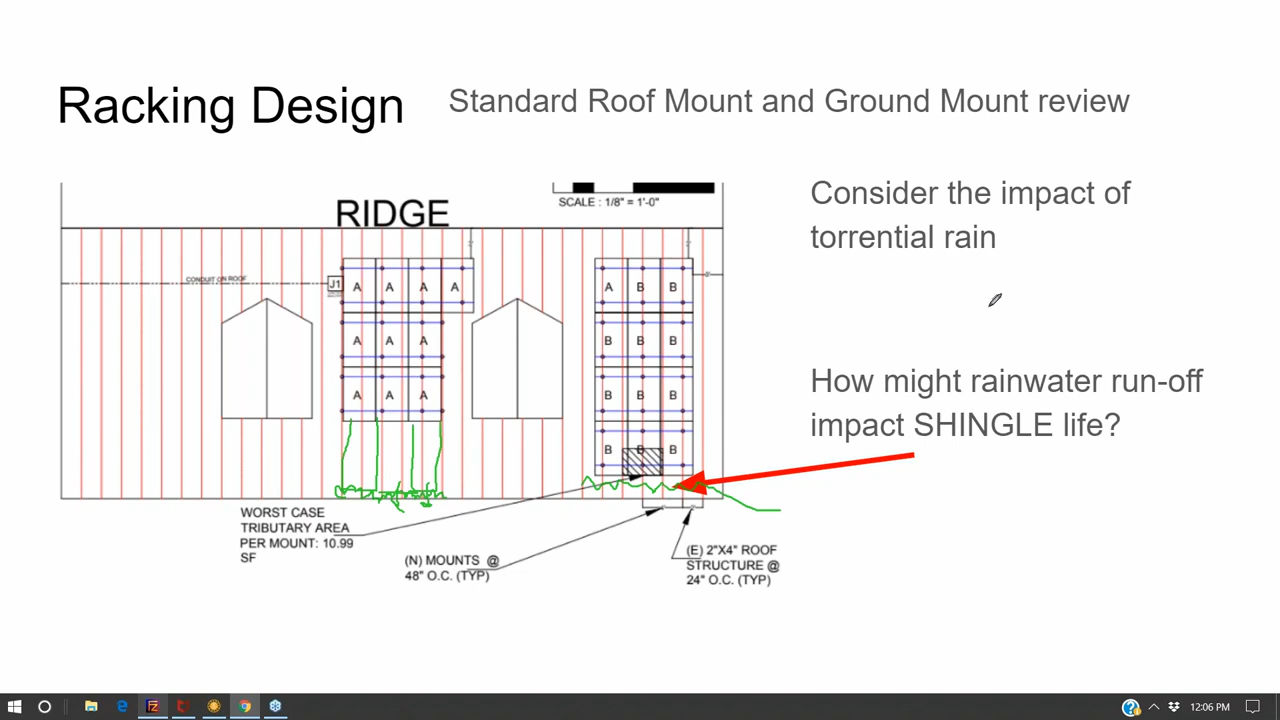 Racking Design
Standard Roof Mount and Ground Mount review
SCALE : 1/8" = 1'-0"
RIDGE
Consider the impact of
torrential rain
CONDUIT ON ROOF
J1
A A A A
A B B
A A A
B B B
A A A
B B B
B B B
How might rainwater run-off
impact SHINGLE life?
WORST CASE
TRIBUTARY AREA
PER MOUNT: 10.99
SF
(N) MOUNTS @
48" O.C. (TYP)
(E) 2"X4" ROOF
STRUCTURE @
24" O.C. (TYP)
12:06 PM